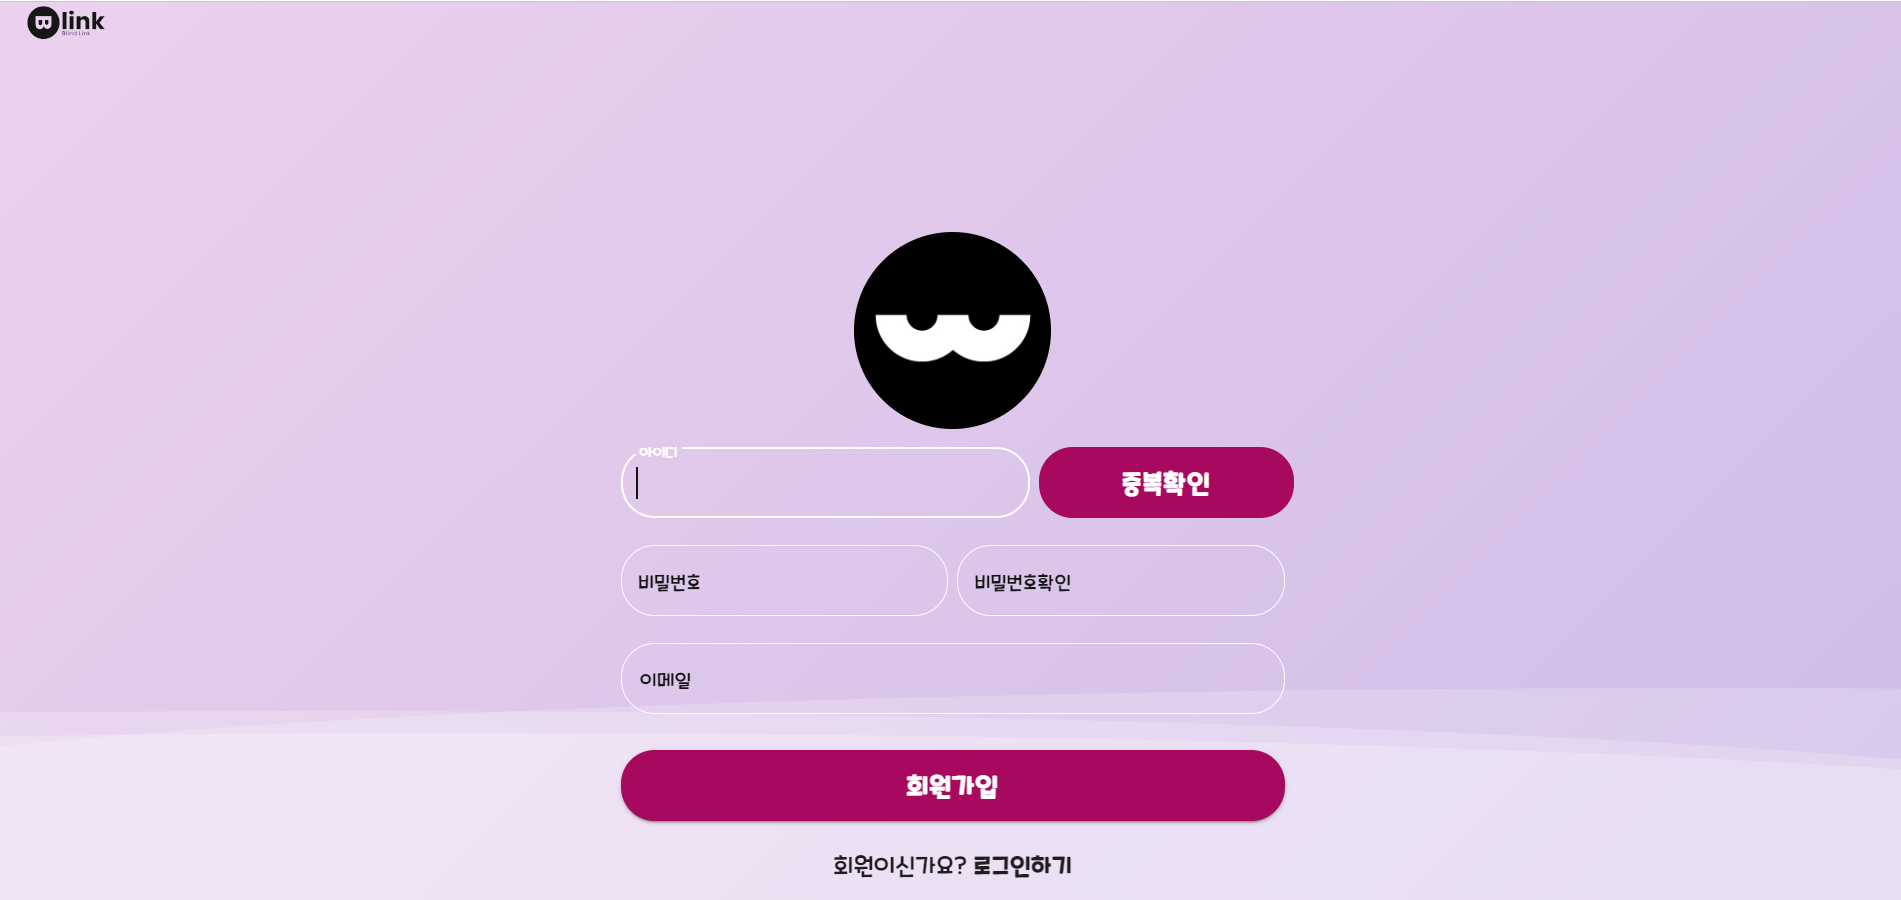 Blink
Blind Link
아이디
중복확인
비밀번호
비밀번호확인
이메일
회원가입
회원이신가요? 로그인하기